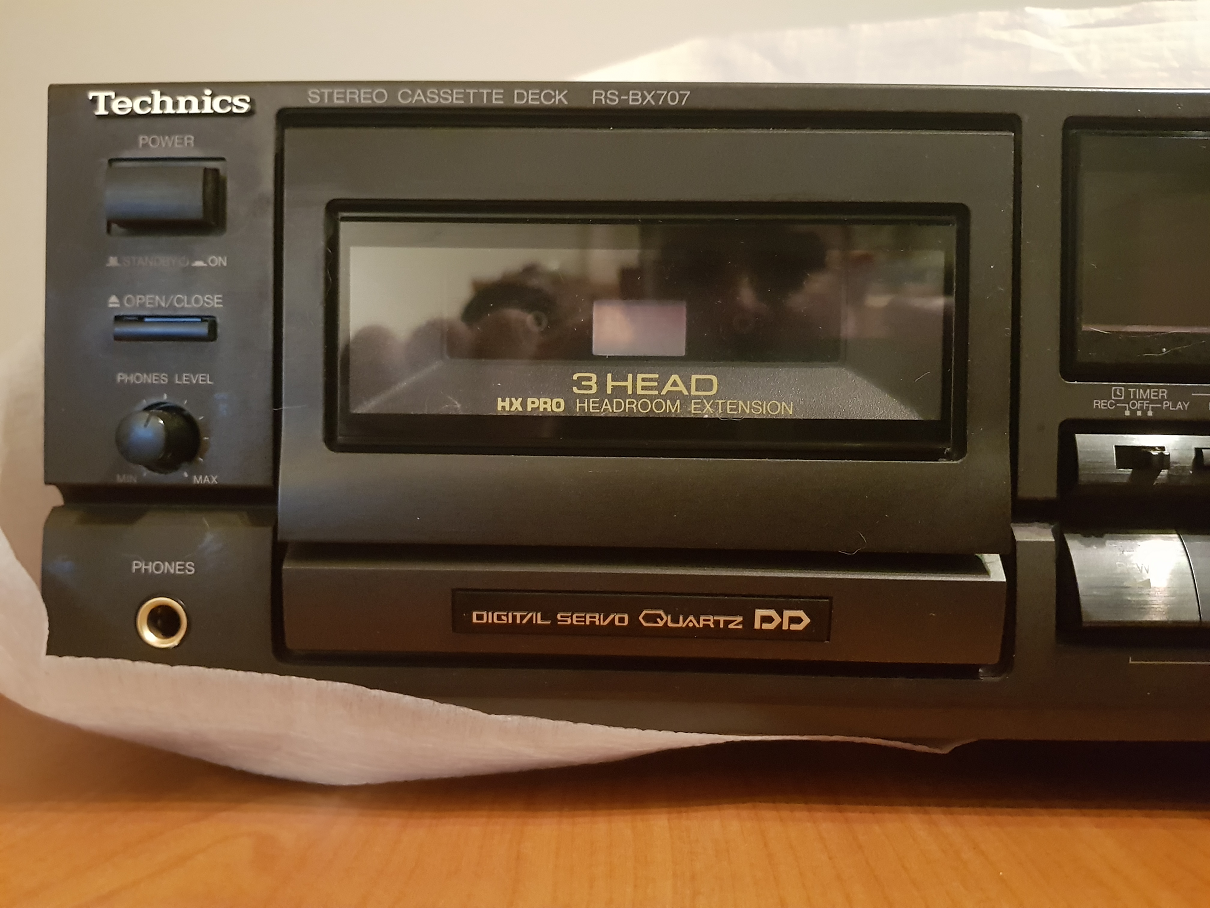 Technics
STEREO CASSETTE DECK RS-BX707
POWER
STANDBY ON
OPEN/CLOSE
PHONES LEVEL
MIN MAX
PHONES
3 HEAD
HX PRO HEADROOM EXTENSION
DIGITAL SERVO QUARTZ DD
TIMER
REC OFF PLAY